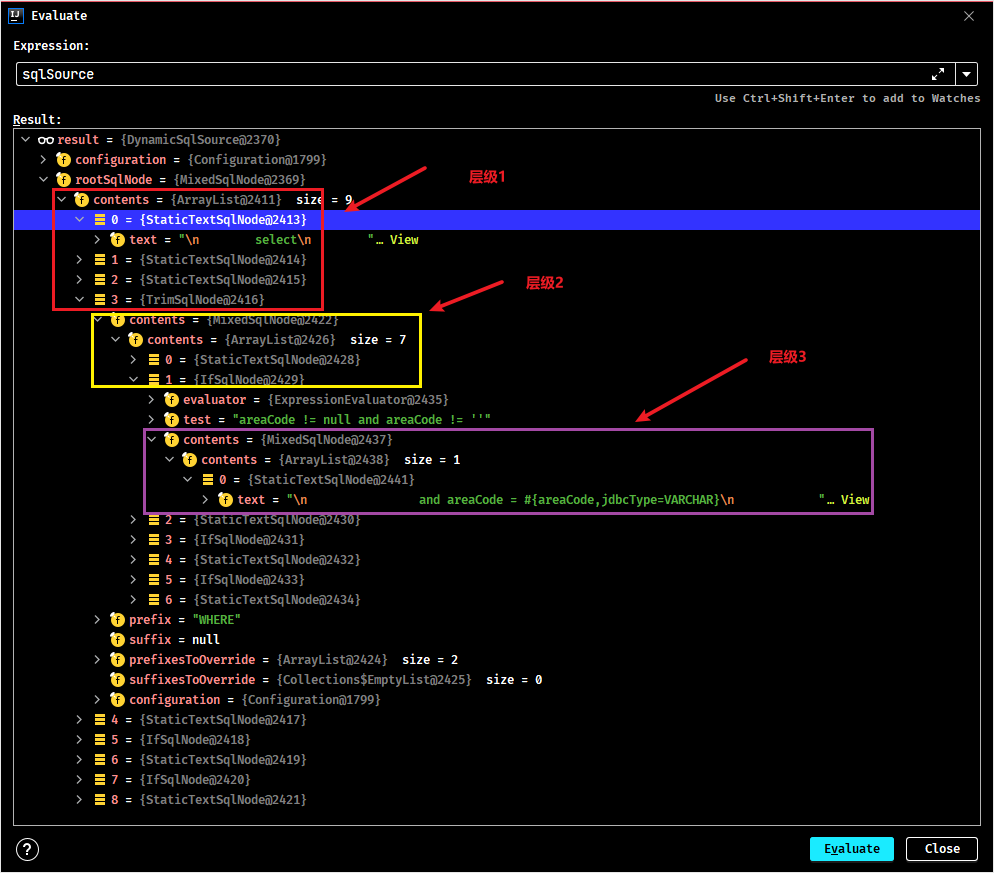 Evaluate
Expression:
sqlSource
Use Ctrl+Shift+Enter to add to Watches
Result:
result = {DynamicSqlSource@2370}
configuration = {Configuration@1799}
rootSqlNode = {MixedSqlNode@2369}
层级1
contents = {ArrayList@2411} size = 9
0 = {StaticTextSqlNode@2413}
text = "\n select\n "… View
1 = {StaticTextSqlNode@2414}
2 = {StaticTextSqlNode@2415}
层级2
3 = {TrimSqlNode@2416}
contents = {MixedSqlNode@2422}
contents = {ArrayList@2426} size = 7
0 = {StaticTextSqlNode@2428}
层级3
1 = {IfSqlNode@2429}
evaluator = {ExpressionEvaluator@2435}
test = "areaCode != null and areaCode != ''"
contents = {MixedSqlNode@2437}
contents = {ArrayList@2438} size = 1
0 = {StaticTextSqlNode@2441}
text = "\n and areaCode = #{areaCode,jdbcType=VARCHAR}\n "… View
2 = {StaticTextSqlNode@2430}
3 = {IfSqlNode@2431}
4 = {StaticTextSqlNode@2432}
5 = {IfSqlNode@2433}
6 = {StaticTextSqlNode@2434}
prefix = "WHERE"
suffix = null
prefixesToOverride = {ArrayList@2424} size = 2
suffixesToOverride = {Collections$EmptyList@2425} size = 0
configuration = {Configuration@1799}
4 = {StaticTextSqlNode@2417}
5 = {IfSqlNode@2418}
6 = {StaticTextSqlNode@2419}
7 = {IfSqlNode@2420}
8 = {StaticTextSqlNode@2421}
?
Evaluate
Close